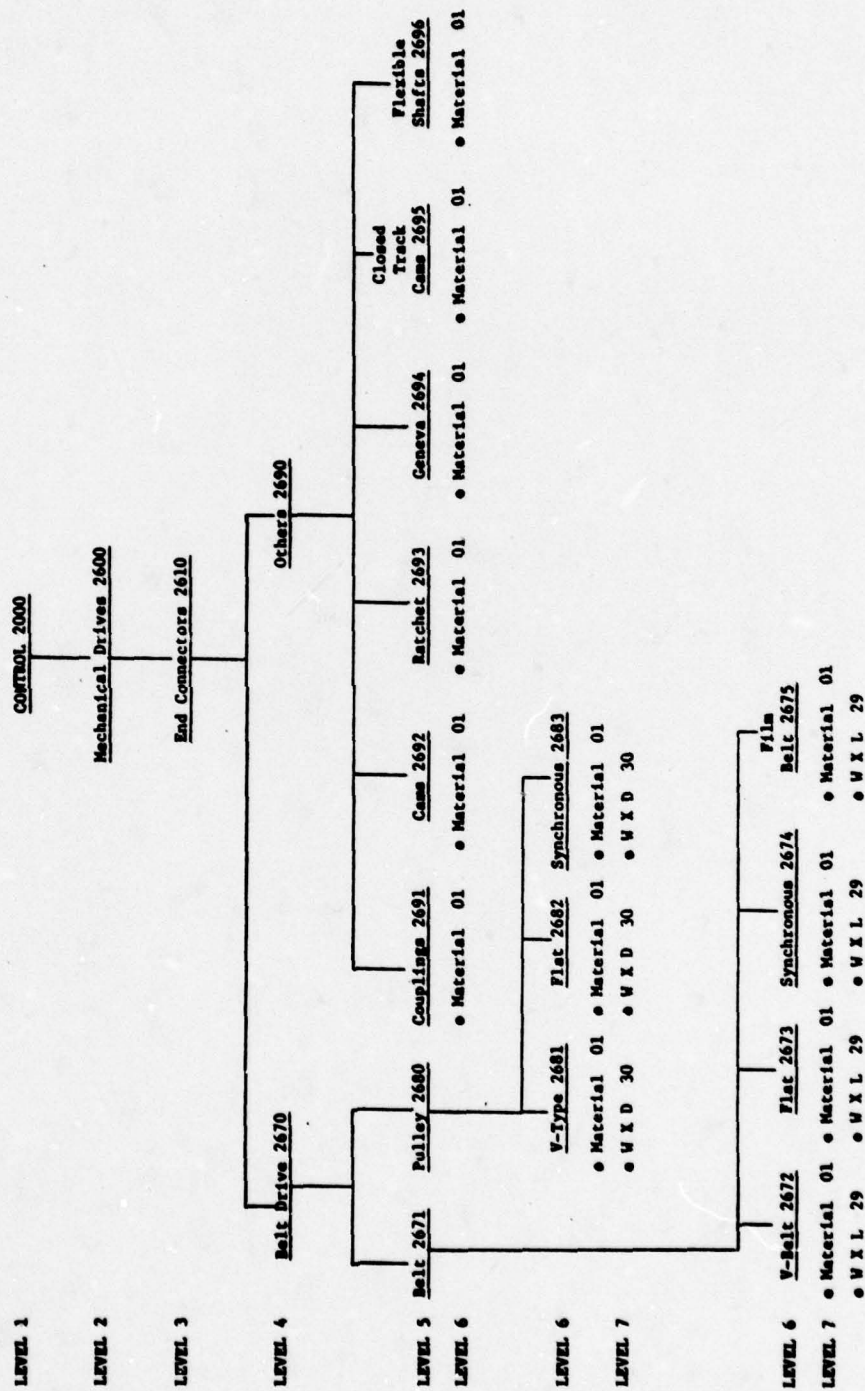 LEVEL 1
CONTROL 2000
LEVEL 2
Mechanical Drives 2600
LEVEL 3
End Connectors 2610
LEVEL 4
Belt Drive 2670
Others 2690
LEVEL 5
Belt 2671
Pulley 2680
Couplings 2691
Cams 2692
Ratchet 2693
Geneva 2694
Closed
Track
Cams 2695
Flexible
Shafts 2696
LEVEL 6
● Material 01
● Material 01
● Material 01
● Material 01
● Material 01
● Material 01
LEVEL 6
V-Type 2681
Flat 2682
Synchronous 2683
LEVEL 7
● Material 01
● Material 01
● Material 01
● W X D 30
● W X D 30
● W X D 30
LEVEL 6
V-Belt 2672
Flat 2673
Synchronous 2674
Film
Belt 2675
LEVEL 7
● Material 01
● Material 01
● Material 01
● Material 01
● W X L 29
● W X L 29
● W X L 29
● W X L 29